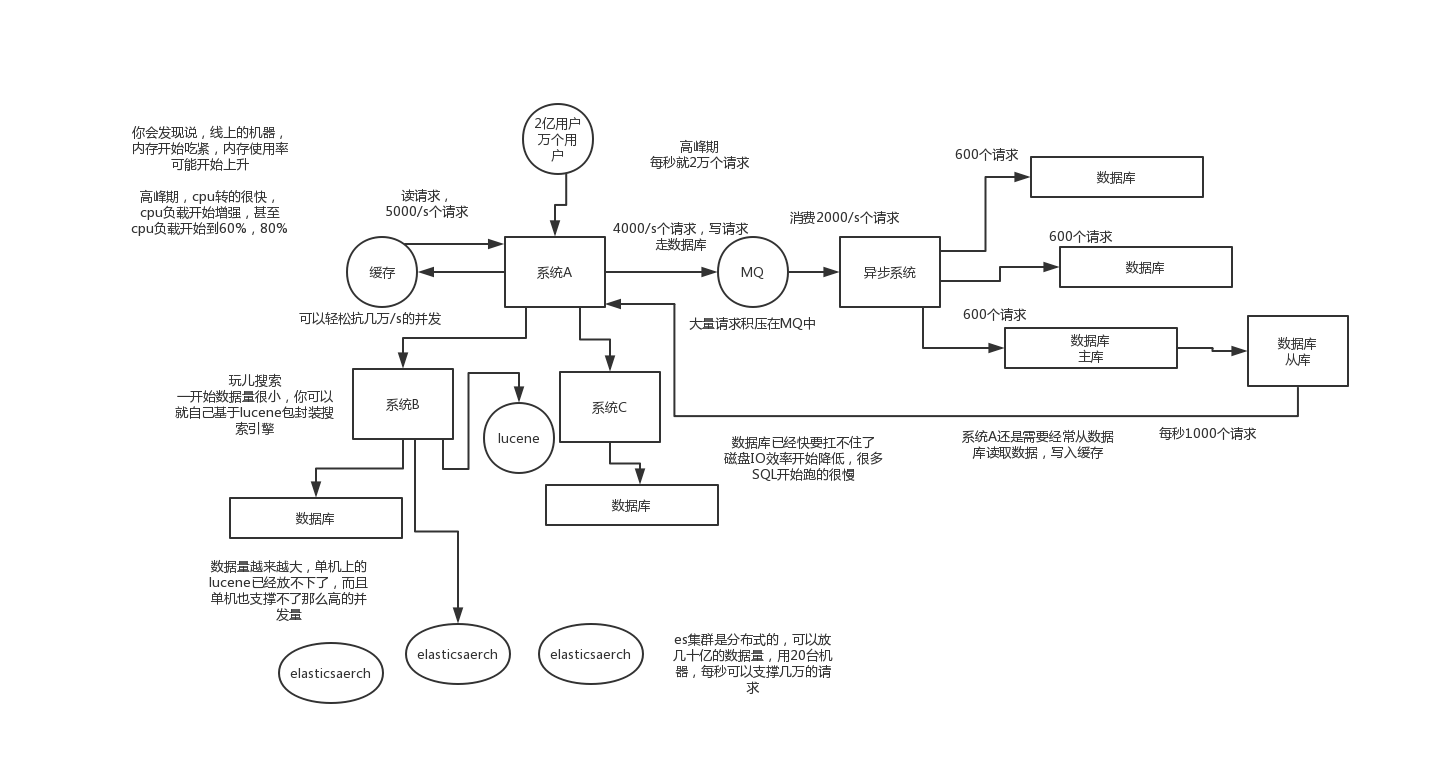 2亿用户
万个用
户
你会发现说，线上的机器，
内存开始吃紧，内存使用率
可能开始上升
高峰期，cpu转的很快，
cpu负载开始增强，甚至
cpu负载开始到60%，80%
高峰期
每秒就2万个请求
读请求，
5000/s个请求
缓存
可以轻松抗几万/s的并发
系统A
4000/s个请求，写请求
走数据库
MQ
大量请求积压在MQ中
消费2000/s个请求
异步系统
600个请求
数据库
600个请求
数据库
600个请求
数据库
主库
数据库
从库
每秒1000个请求
系统A还是需要经常从数据
库读取数据，写入缓存
数据库已经快要扛不住了
磁盘IO效率开始降低，很多
SQL开始跑的很慢
玩儿搜索
一开始数据量很小，你可以
就自己基于lucene包封装搜
索引擎
系统B
lucene
系统C
数据库
数据库
数据量越来越大，单机上的
lucene已经放不下了，而且
单机也支撑不了那么高的并
发量
elasticsaerch
elasticsaerch
elasticsaerch
es集群是分布式的，可以放
几十亿的数据量，用20台机
器，每秒可以支撑几万的请
求